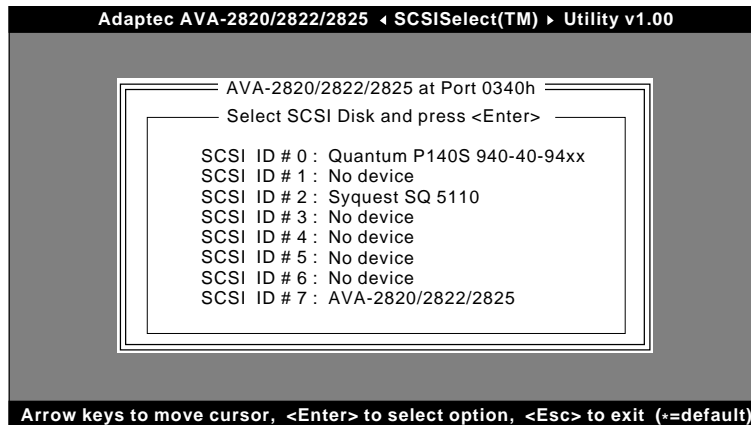 Adaptec AVA-2820/2822/2825 ◂ SCSISelect(TM) ▸ Utility v1.00
AVA-2820/2822/2825 at Port 0340h
Select SCSI Disk and press <Enter>
SCSI ID # 0 : Quantum P140S 940-40-94xx
SCSI ID # 1 : No device
SCSI ID # 2 : Syquest SQ 5110
SCSI ID # 3 : No device
SCSI ID # 4 : No device
SCSI ID # 5 : No device
SCSI ID # 6 : No device
SCSI ID # 7 : AVA-2820/2822/2825
Arrow keys to move cursor, <Enter> to select option, <Esc> to exit (*=default)